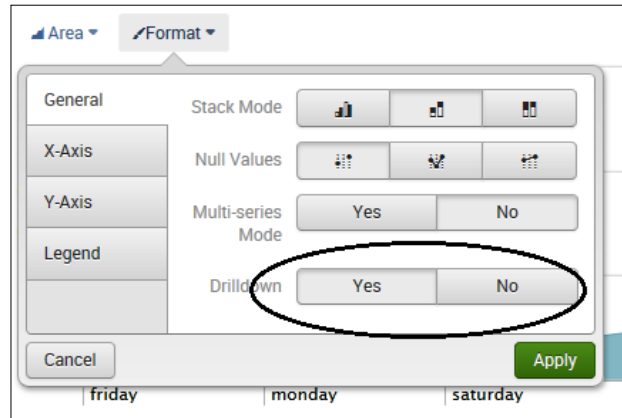 Area Format
General
Stack Mode
X-Axis
Null Values
Y-Axis
Multi-series
Mode
Yes No
Legend
Drilldown Yes No
Cancel Apply
friday monday saturday